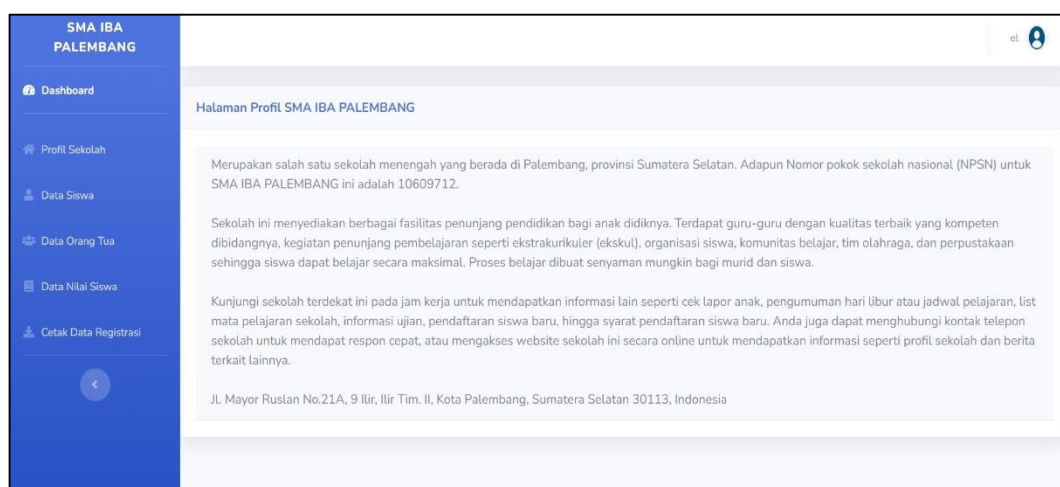 SMA IBA
PALEMBANG
el
Dashboard
Halaman Profil SMA IBA PALEMBANG
Profil Sekolah
Data Siswa
Data Orang Tua
Data Nilai Siswa
Cetak Data Registrasi
Merupakan salah satu sekolah menengah yang berada di Palembang, provinsi Sumatera Selatan. Adapun Nomor pokok sekolah nasional (NPSN) untuk
SMA IBA PALEMBANG ini adalah 10609712.
Sekolah ini menyediakan berbagai fasilitas penunjang pendidikan bagi anak didiknya. Terdapat guru-guru dengan kualitas terbaik yang kompeten
dibidangnya, kegiatan penunjang pembelajaran seperti ekstrakurikuler (ekskul), organisasi siswa, komunitas belajar, tim olahraga, dan perpustakaan
sehingga siswa dapat belajar secara maksimal. Proses belajar dibuat senyaman mungkin bagi murid dan siswa.
Kunjungi sekolah terdekat ini pada jam kerja untuk mendapatkan informasi lain seperti cek lapor anak, pengumuman hari libur atau jadwal pelajaran, list
mata pelajaran sekolah, informasi ujian, pendaftaran siswa baru, hingga syarat pendaftaran siswa baru. Anda juga dapat menghubungi kontak telepon
sekolah untuk mendapat respon cepat, atau mengakses website sekolah ini secara online untuk mendapatkan informasi seperti profil sekolah dan berita
terkait lainnya.
Jl. Mayor Ruslan No.21A, 9 Ilir, Ilir Tim. II, Kota Palembang, Sumatera Selatan 30113, Indonesia